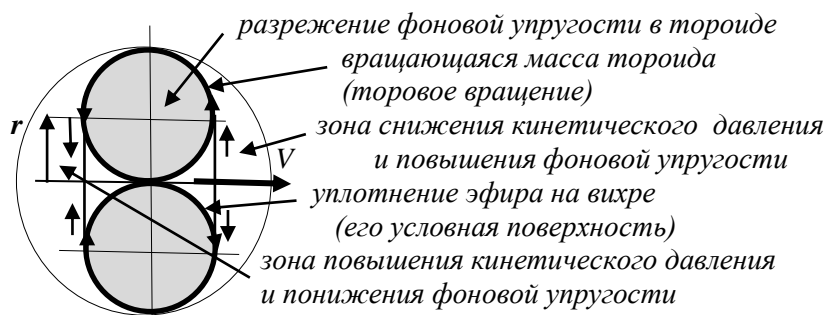 разрежение фоновой упругости в тороиде
вращающаяся масса тороида
(торовое вращение)
r
зона снижения кинетического давления
V
и повышения фоновой упругости
уплотнение эфира на вихре
(его условная поверхность)
зона повышения кинетического давления
и понижения фоновой упругости